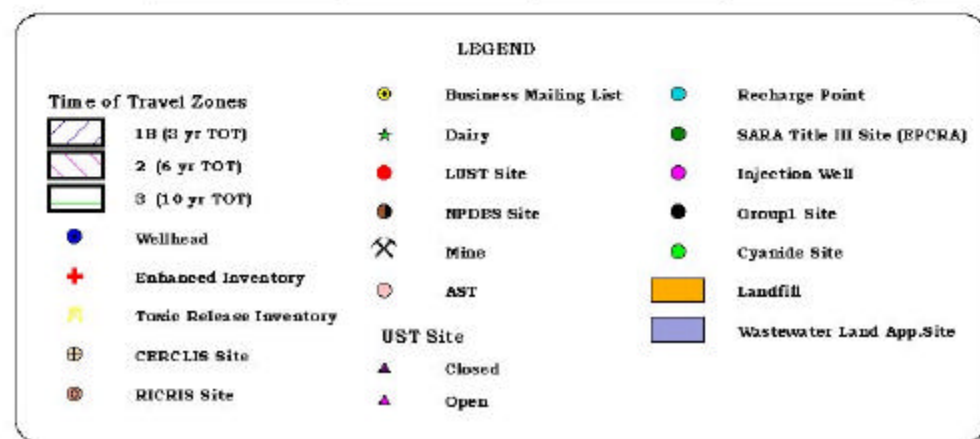 LEGEND
Time of Travel Zones
1B (3 yr TOT)
2 (6 yr TOT)
3 (10 yr TOT)
Wellhead
Enhanced Inventory
Toxic Release Inventory
CERCLIS Site
RICRIS Site
Business Mailing List
Dairy
LUST Site
NPDES Site
Mine
AST
UST Site
Closed
Open
Recharge Point
SARA Title III Site (EPCRA)
Injection Well
Group1 Site
Cyanide Site
Landfill
Wastewater Land App.Site